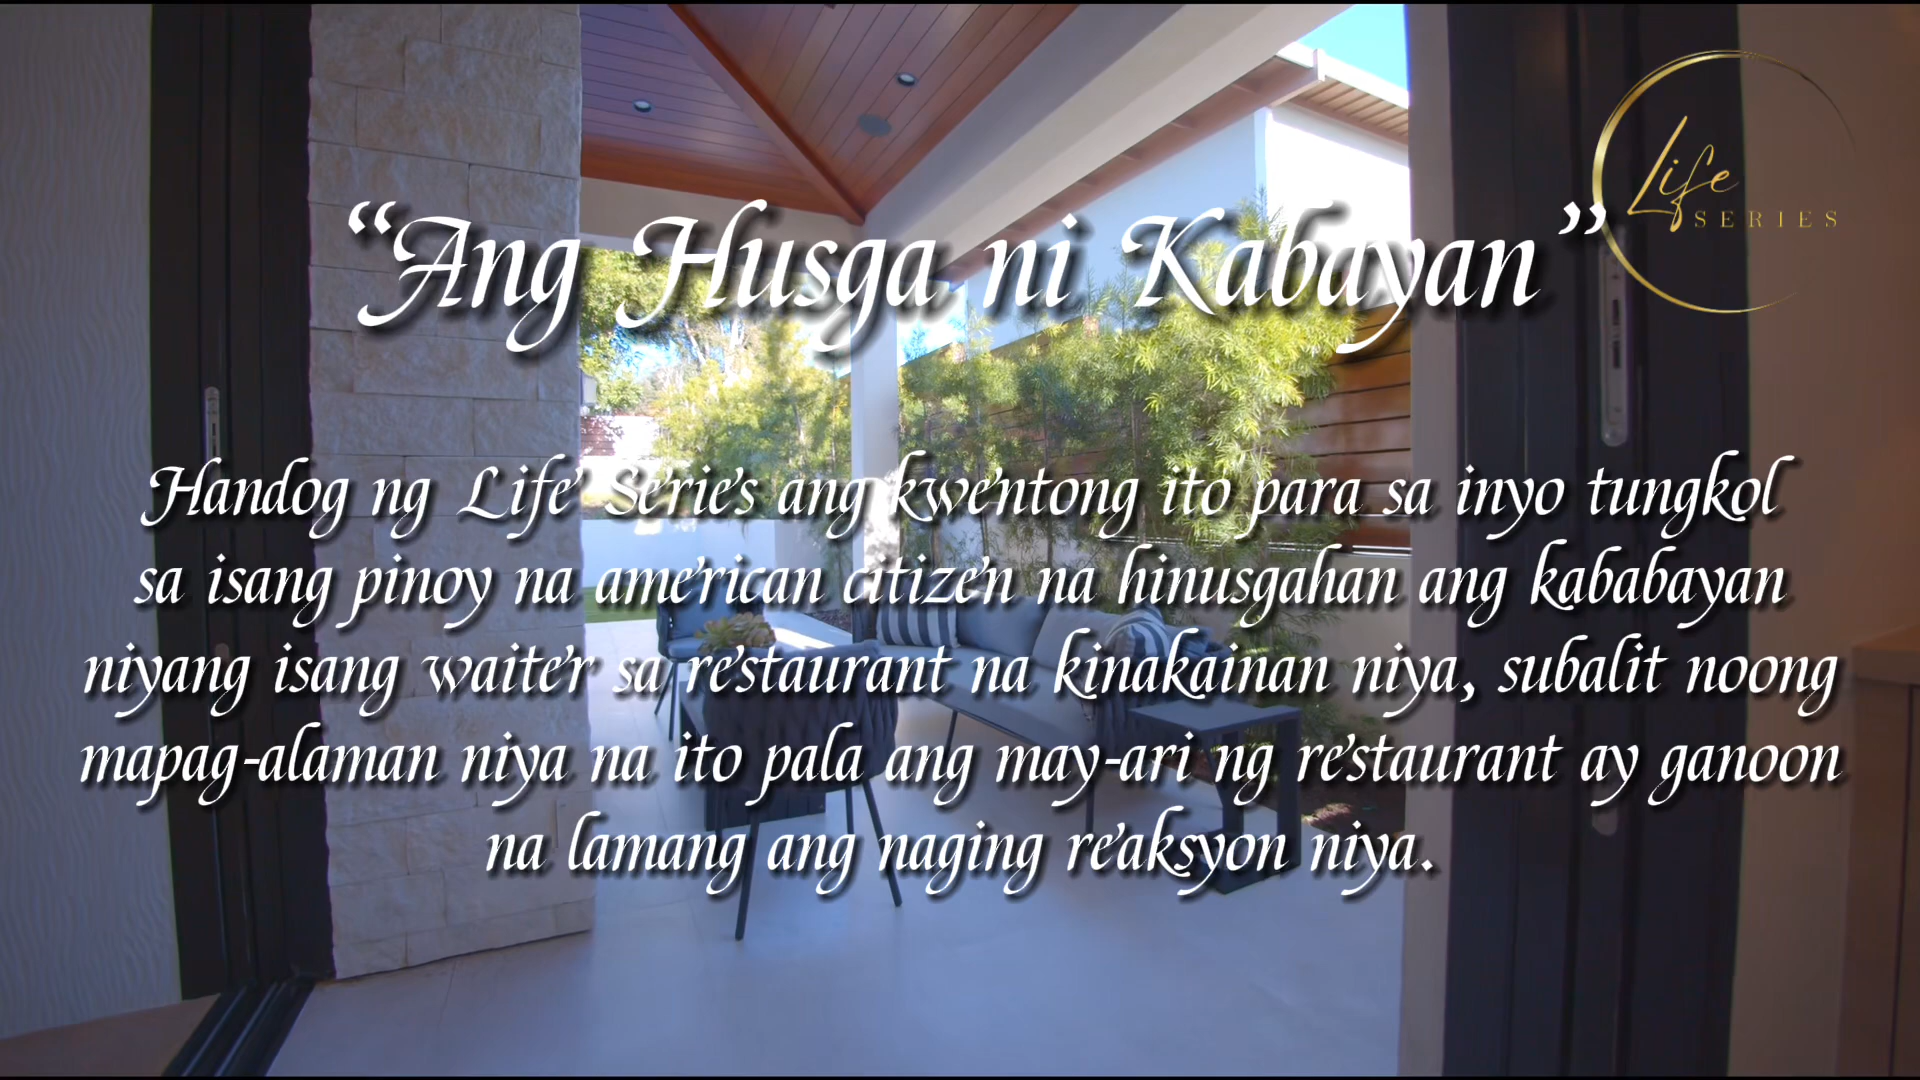 Life
SERIES
“Ang Husga ni Kabayan”
Handog ng Life Series ang kwentong ito para sa inyo tungkol
sa isang pinoy na american citizen na hinusgahan ang kababayan
niyang isang waiter sa restaurant na kinakainan niya, subalit noong
mapag-alaman niya na ito pala ang may-ari ng restaurant ay ganoon
na lamang ang naging reaksyon niya.